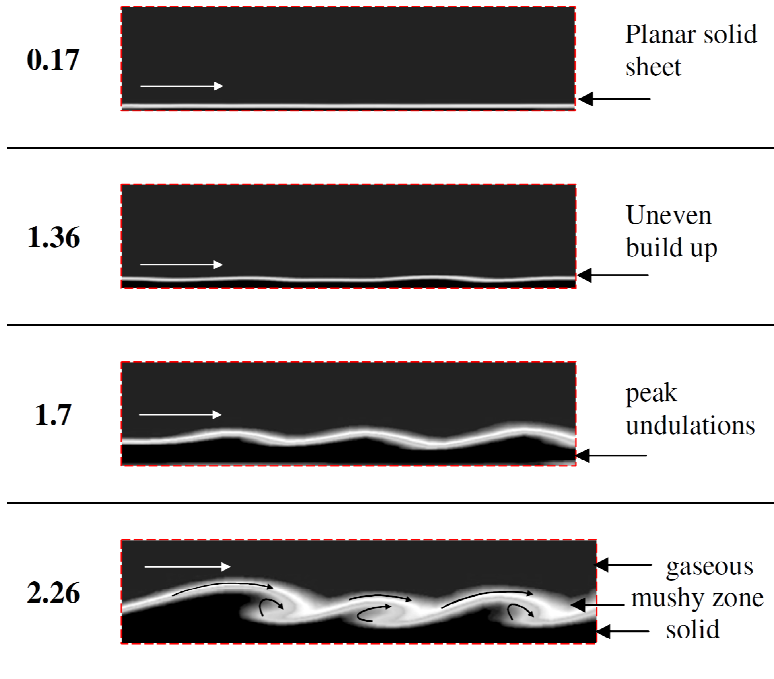 0.17
Planar solid
sheet
1.36
Uneven
build up
1.7
peak
undulations
2.26
gaseous
mushy zone
solid